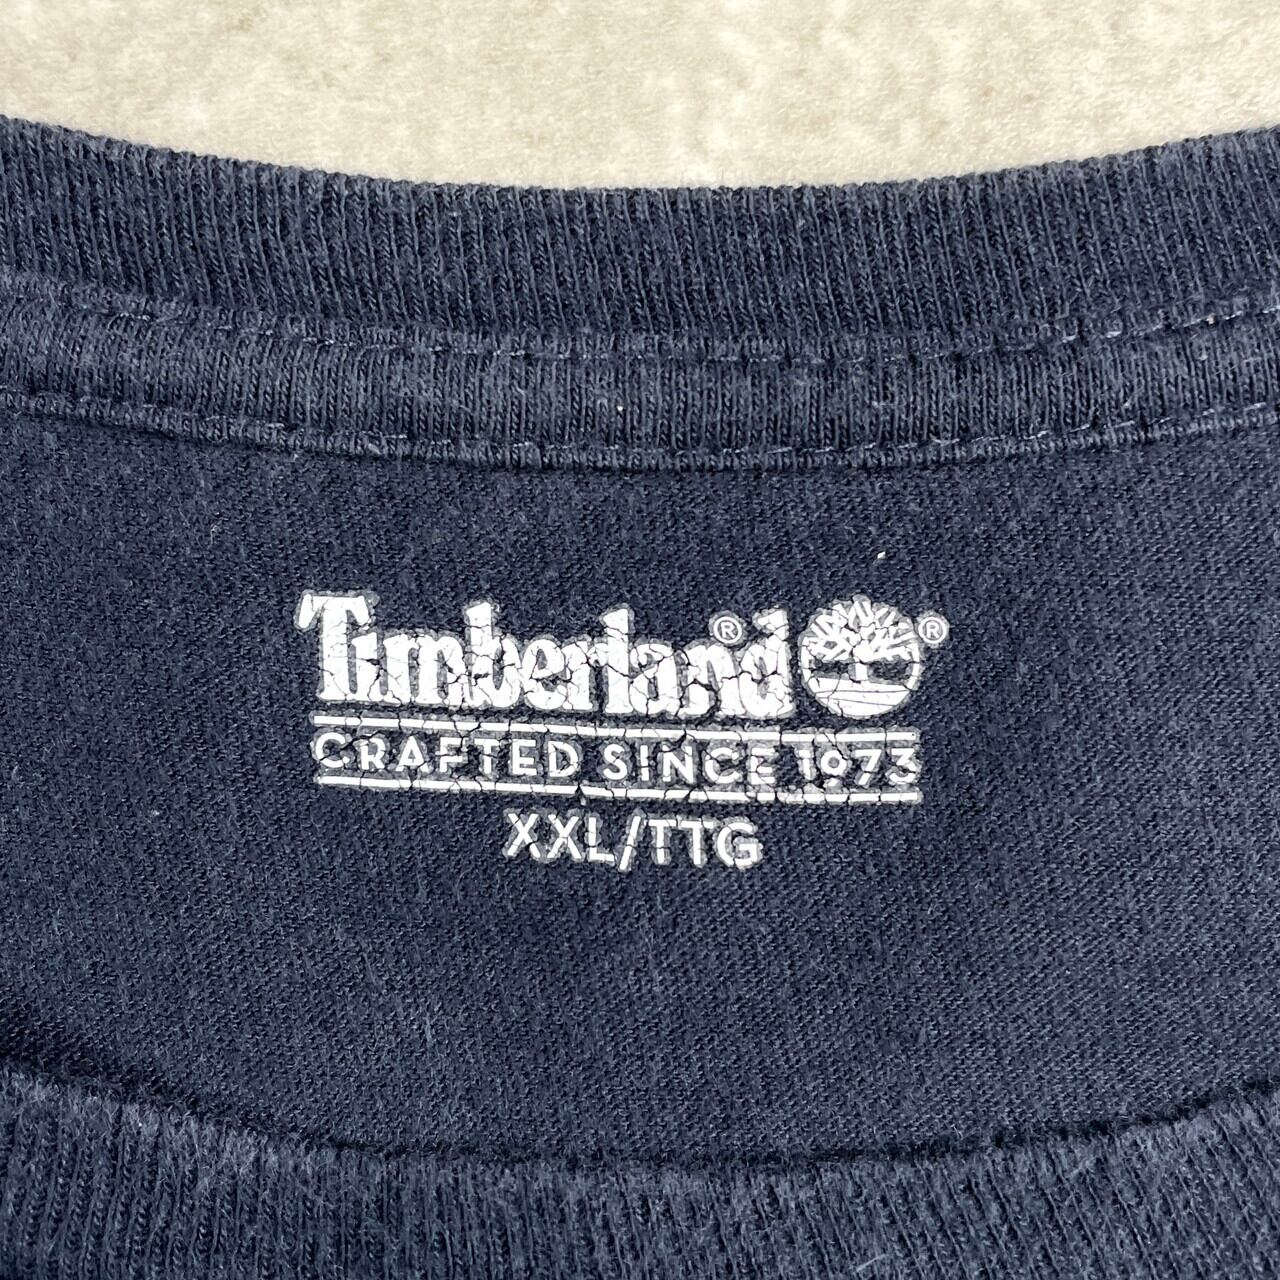 Timberland® ®
CRAFTED SINCE 1973
XXL/TTG